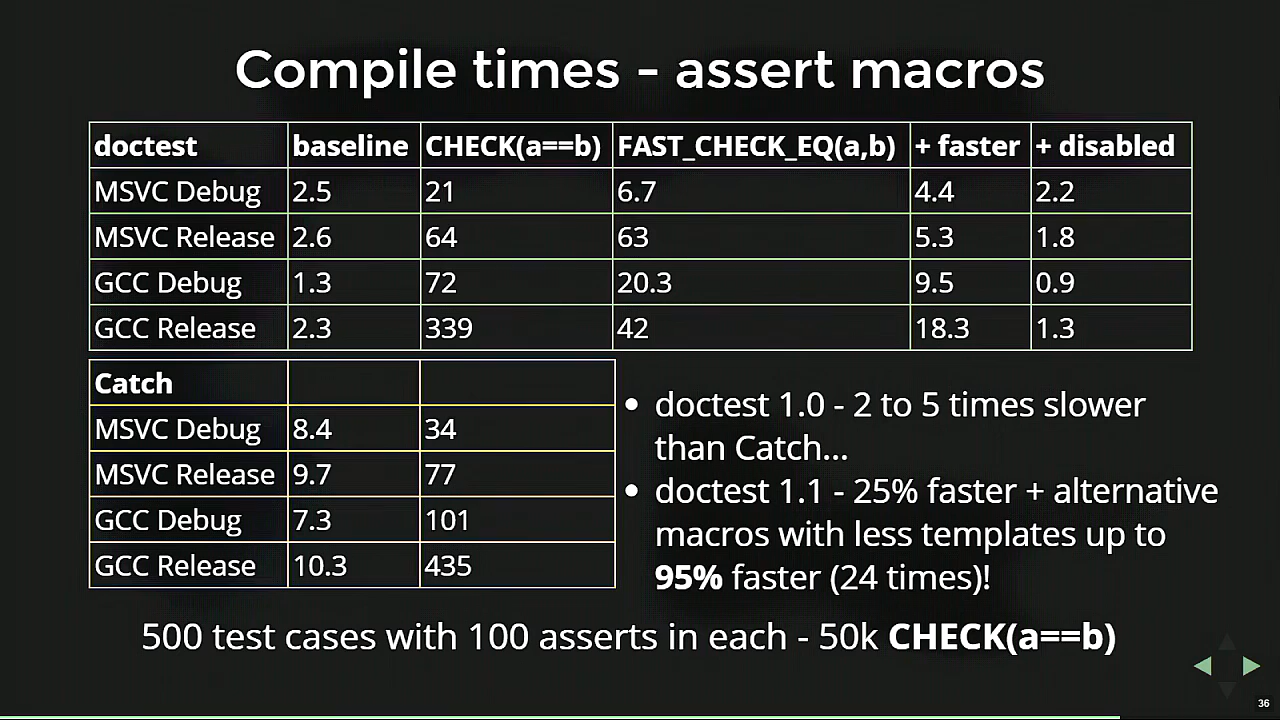 Compile times - assert macros
doctest baseline CHECK(a==b) FAST_CHECK_EQ(a,b) + faster + disabled
MSVC Debug 2.5 21 6.7 4.4 2.2
MSVC Release 2.6 64 63 5.3 1.8
GCC Debug 1.3 72 20.3 9.5 0.9
GCC Release 2.3 339 42 18.3 1.3
Catch
MSVC Debug 8.4 34
MSVC Release 9.7 77
GCC Debug 7.3 101
GCC Release 10.3 435
• doctest 1.0 - 2 to 5 times slower
than Catch...
• doctest 1.1 - 25% faster + alternative
macros with less templates up to
95% faster (24 times)!
500 test cases with 100 asserts in each - 50k CHECK(a==b)
36